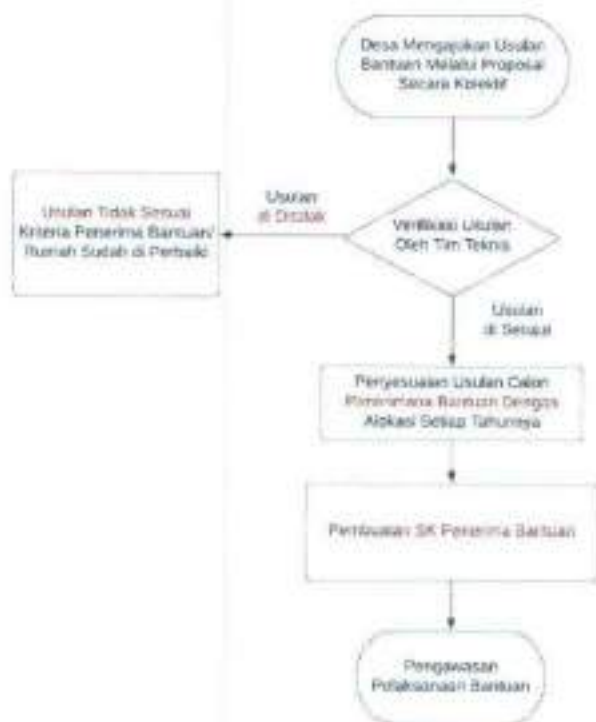 Desa Mengajukan Usulan
Bantuan Melalui Proposal
Secara Kolektif
Usulan
di Ditolak
Usulan Tidak Sesuai
Kriteria Penerima Bantuan/
Rumah Sudah di Perbaiki
Verifikasi Usulan
Oleh Tim Teknis
Usulan
di Setujui
Penyesuaian Usulan Calon
Bantuan Dengan
Alokasi Setiap Tahunnya
Pembuatan SK Penerima Bantuan
Pengawasan
Pelaksanaan Bantuan